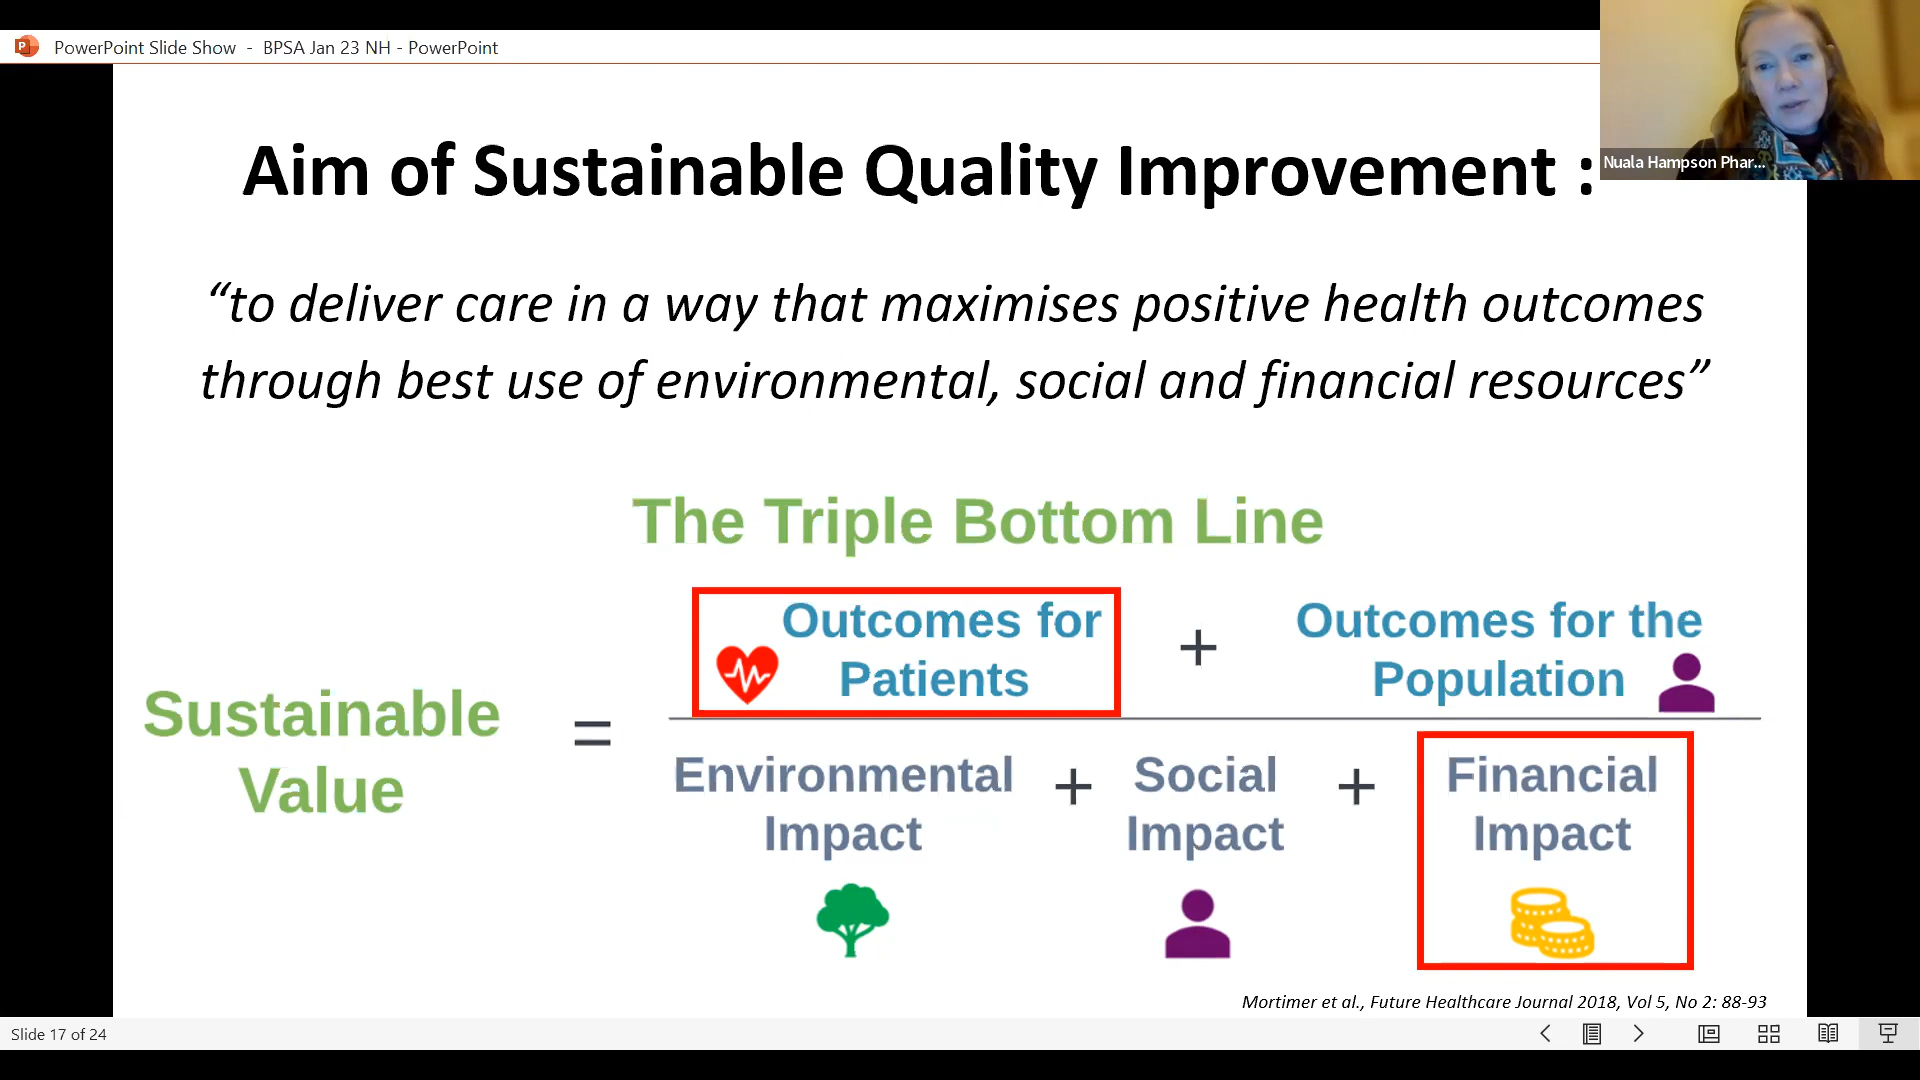 PowerPoint Slide Show - BPSA Jan 23 NH - PowerPoint
Nuala Hampson Phar...
Aim of Sustainable Quality Improvement :
“to deliver care in a way that maximises positive health outcomes
through best use of environmental, social and financial resources”
The Triple Bottom Line
Sustainable
Value
=
Outcomes for
Patients
+
Outcomes for the
Population
Environmental
Impact
+
Social
Impact
+
Financial
Impact
Mortimer et al., Future Healthcare Journal 2018, Vol 5, No 2: 88-93
Slide 17 of 24